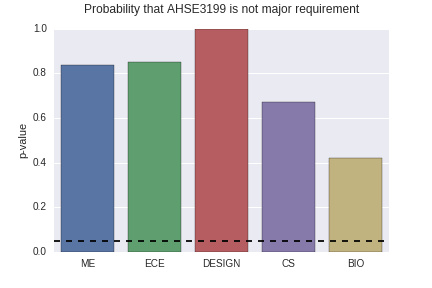 Probability that AHSE3199 is not major requirement
1.0
0.8
0.6
0.4
0.2
0.0
p-value
ME ECE DESIGN CS BIO